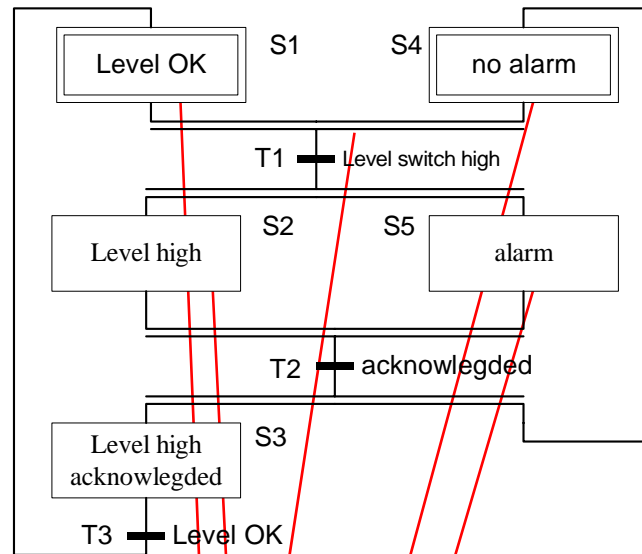 Level OK
S1
S4
no alarm
T1
Level switch high
Level high
S2
S5
alarm
T2
acknowlegded
Level high
acknowlegded
S3
T3
Level OK